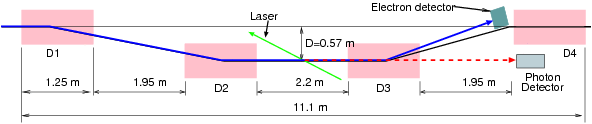 Electron detector
Laser
D=0.57 m
D1
D2
D3
D4
Photon
Detector
1.25 m
1.95 m
2.2 m
1.95 m
11.1 m